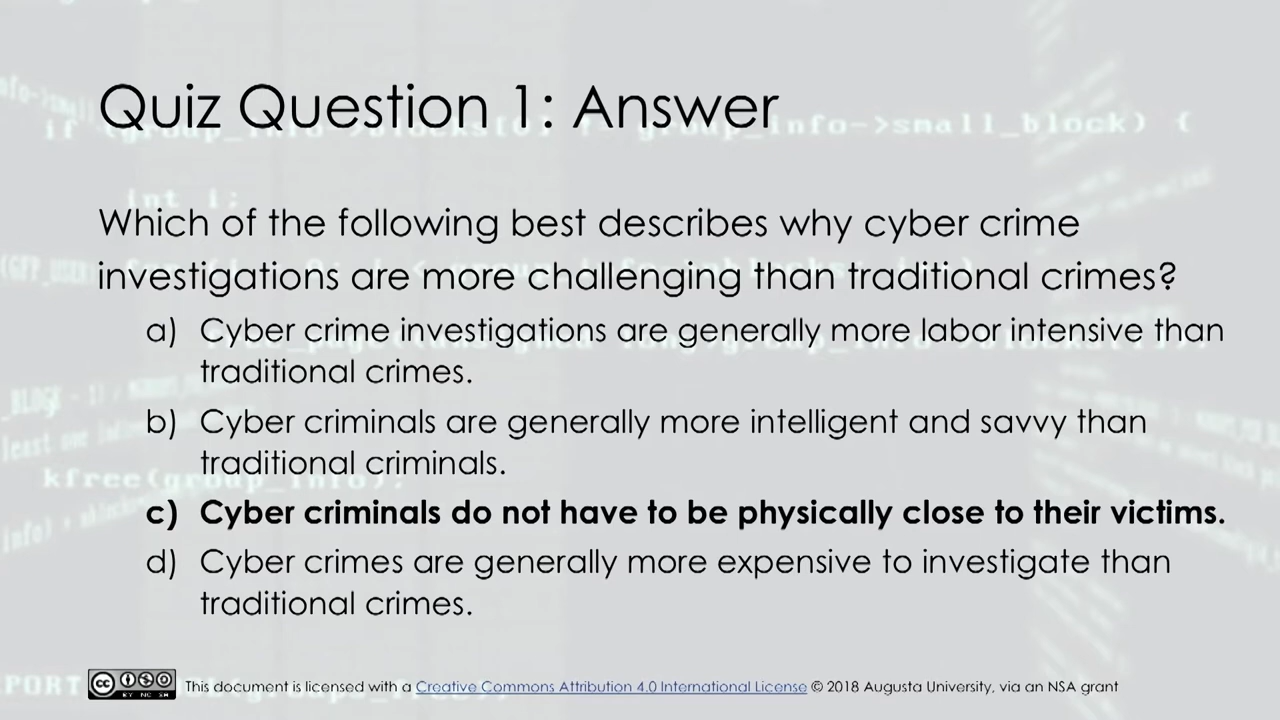 Quiz Question 1: Answer
Which of the following best describes why cyber crime
investigations are more challenging than traditional crimes?
a) Cyber crime investigations are generally more labor intensive than
traditional crimes.
b) Cyber criminals are generally more intelligent and savvy than
traditional criminals.
c) Cyber criminals do not have to be physically close to their victims.
d) Cyber crimes are generally more expensive to investigate than
traditional crimes.
This document is licensed with a Creative Commons Attribution 4.0 International License © 2018 Augusta University, via an NSA grant